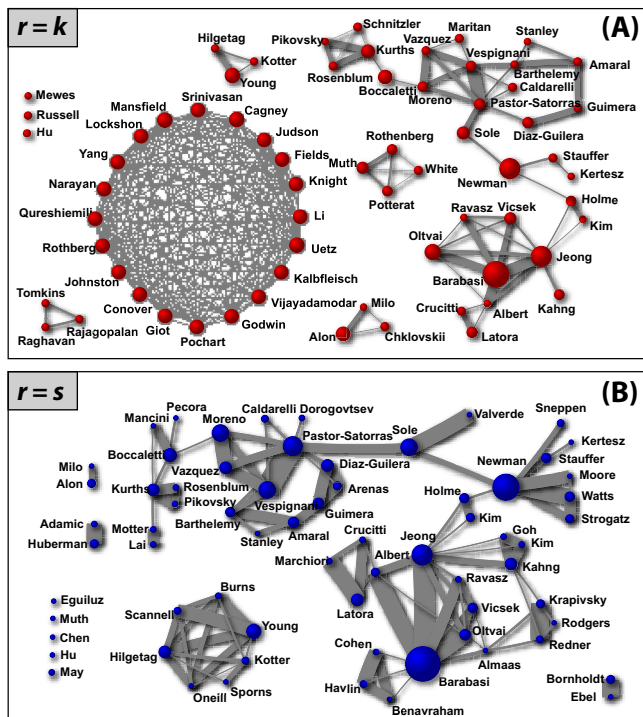 r = k
(A)
Hilgetag
Kotter
Young
Pikovsky
Schnitzler
Kurths
Rosenblum
Boccaletti
Vazquez
Maritan
Stanley
Vespignani
Barthelemy
Amaral
Caldarelli
Moreno
Pastor-Satorras
Guimera
Sole
Diaz-Guilera
Mewes
Russell
Hu
Mansfield
Srinivasan
Cagney
Lockshon
Judson
Yang
Fields
Narayan
Knight
Qureshiemili
Li
Rothberg
Uetz
Johnston
Kalbfleisch
Conover
Vijayadamodar
Giot
Godwin
Pochart
Rothenberg
Muth
White
Potterat
Newman
Stauffer
Kertesz
Holme
Kim
Ravasz
Vicsek
Oltvai
Jeong
Barabasi
Kahng
Albert
Crucitti
Latora
Tomkins
Rajagopalan
Raghvan
Milo
Alon
Chklovskii
r = s
(B)
Pecora
Mancini
Moreno
Caldarelli
Dorogovtsev
Sole
Valverde
Sneppen
Pastor-Satorras
Boccaletti
Kertesz
Newman
Stauffer
Milo
Alon
Vazquez
Diaz-Guilera
Moore
Kurths
Rosenblum
Arenas
Watts
Pikovsky
Vespignani
Guimera
Holme
Strogatz
Adamic
Huberman
Motter
Lai
Barthelemy
Stanley
Amaral
Kim
Crucitti
Jeong
Goh
Kim
Marchiori
Albert
Kahng
Latora
Ravasz
Vicsek
Krapivsky
Oltvai
Rodgers
Redner
Eguiluz
Muth
Chen
Hu
May
Burns
Scannell
Young
Hilgetag
Kotter
Sporns
Oneill
Cohen
Almaas
Barabasi
Havlin
Benavraham
Bornholdt
Ebel